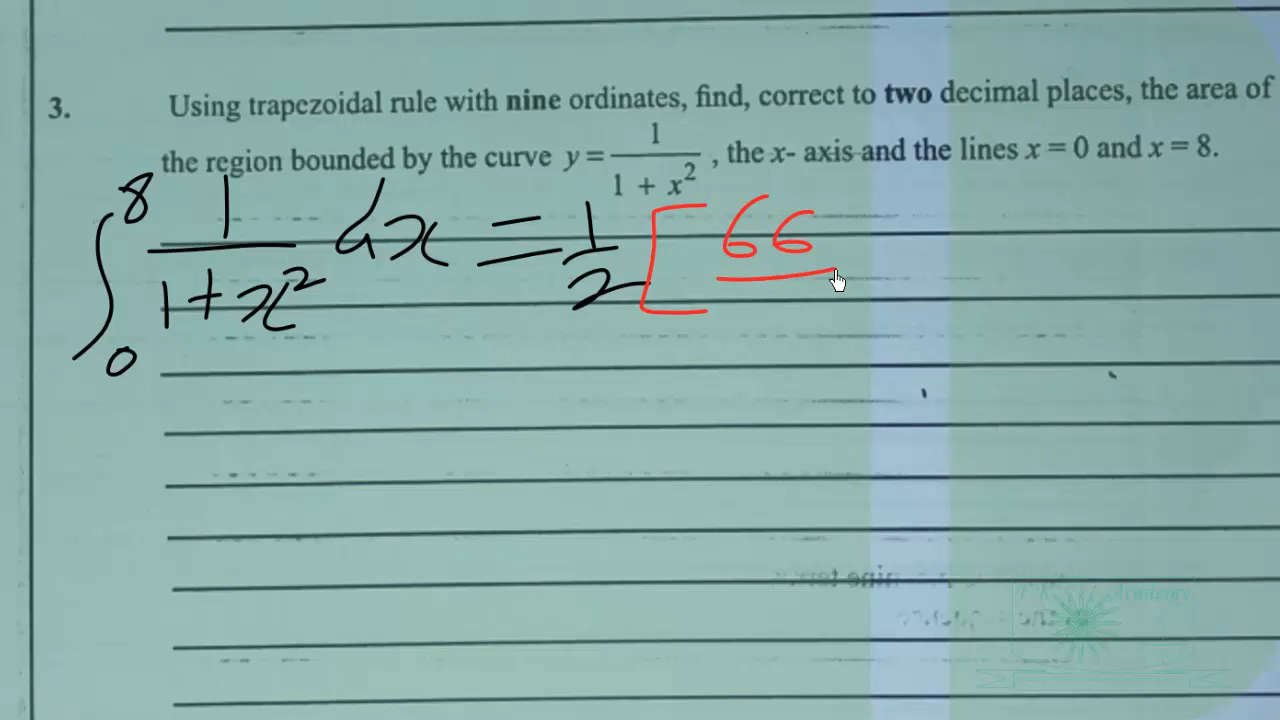 3. Using trapezoidal rule with nine ordinates, find, correct to two decimal places, the area of
the region bounded by the curve y = 1 / (1 + x²) , the x- axis and the lines x = 0 and x = 8.
∫₀⁸ 1 / (1+x²) dx = 1/2 [ 66
Academy